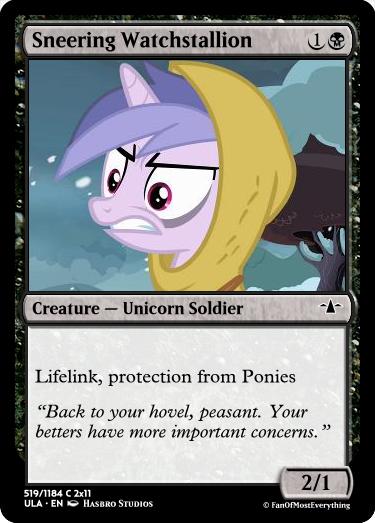 Sneering Watchstallion 1
Creature — Unicorn Soldier
Lifelink, protection from Ponies
“Back to your hovel, peasant. Your
betters have more important concerns.”
2/1
519/1184 C 2x11
ULA • EN Hasbro Studios
© FanOfMostEverything